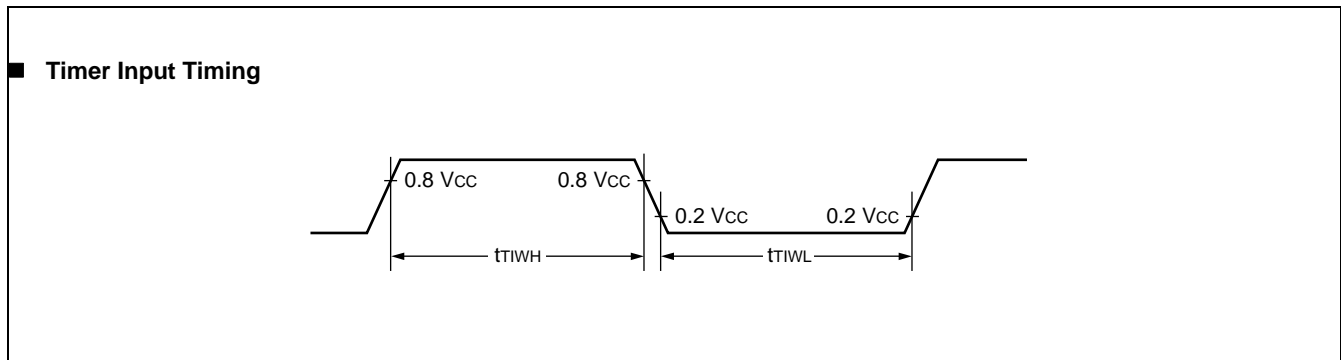 ■ Timer Input Timing
0.8 VCC 0.8 VCC
0.2 VCC 0.2 VCC
tTIWH tTIWL